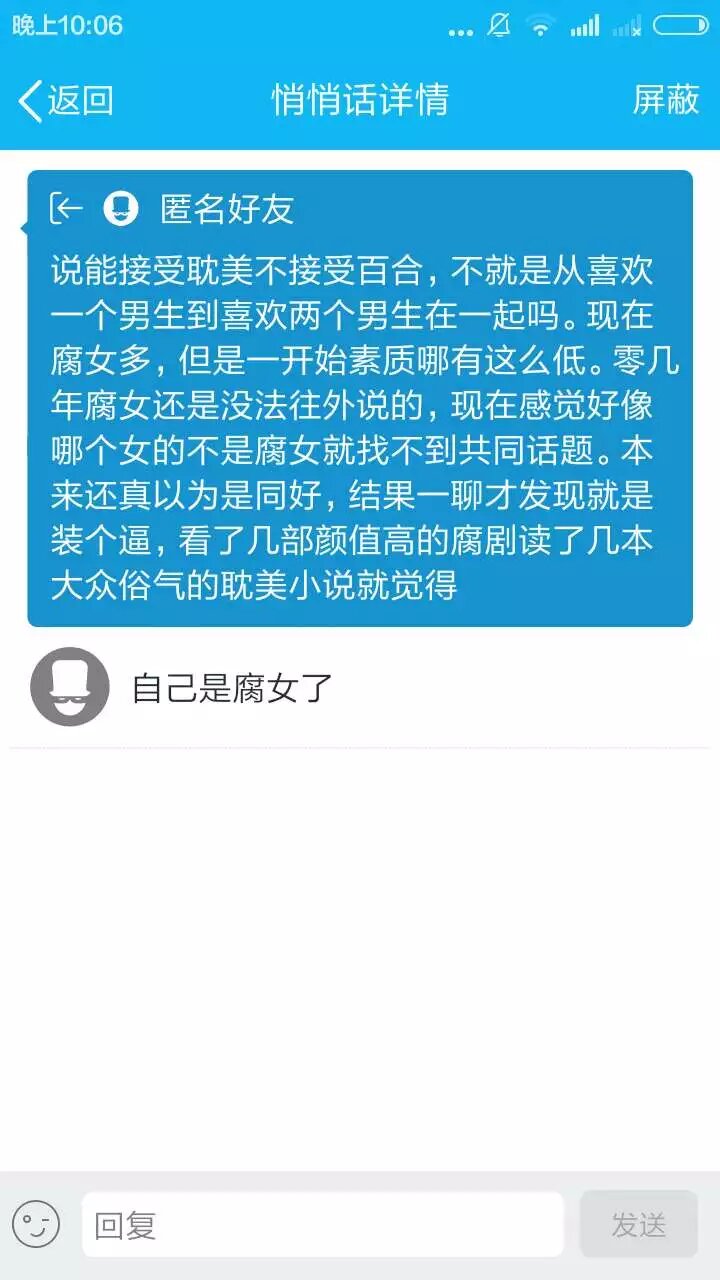 晚上10:06
返回
悄悄话详情
屏蔽
匿名好友
说能接受耽美不接受百合，不就是从喜欢
一个男生到喜欢两个男生在一起吗。现在
腐女多，但是一开始素质哪有这么低。零几
年腐女还是没法往外说的，现在感觉好像
哪个女的不是腐女就找不到共同话题。本
来还真以为是同好，结果一聊才发现就是
装个逼，看了几部颜值高的腐剧读了几本
大众俗气的耽美小说就觉得
自己是腐女了
回复
发送